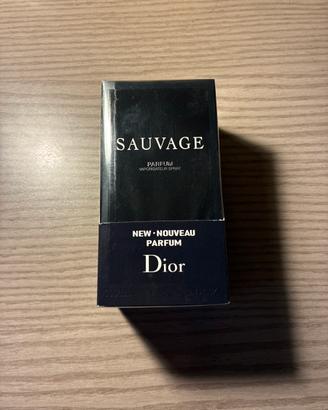 SAUVAGE
PARFUM
VAPORISATEUR SPRAY
NEW · NOUVEAU
PARFUM
Dior